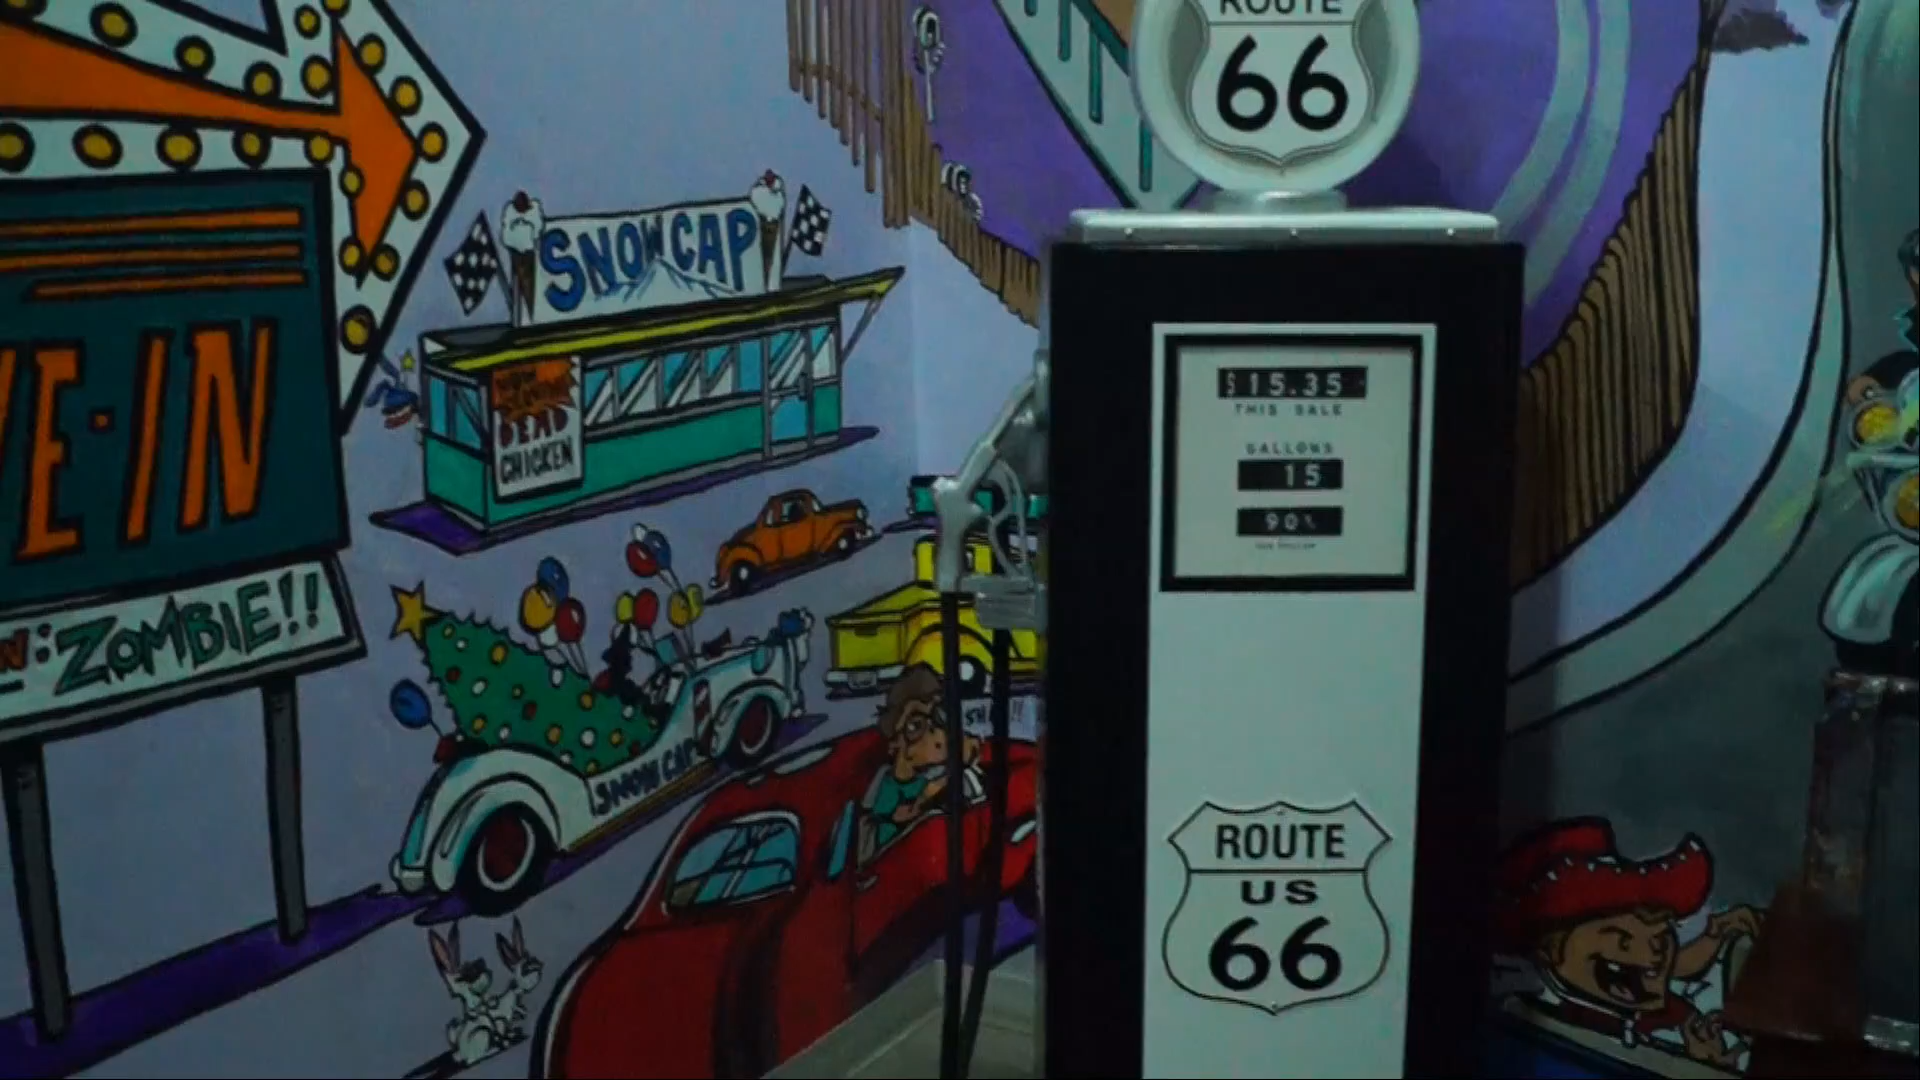 ROUTE
66
SNOW CAP
DEAD
CHICKEN
VE-IN
N: ZOMBIE!!
SNOW CAP
$15.35
THIS SALE
GALLONS
15
90
ROUTE
US
66